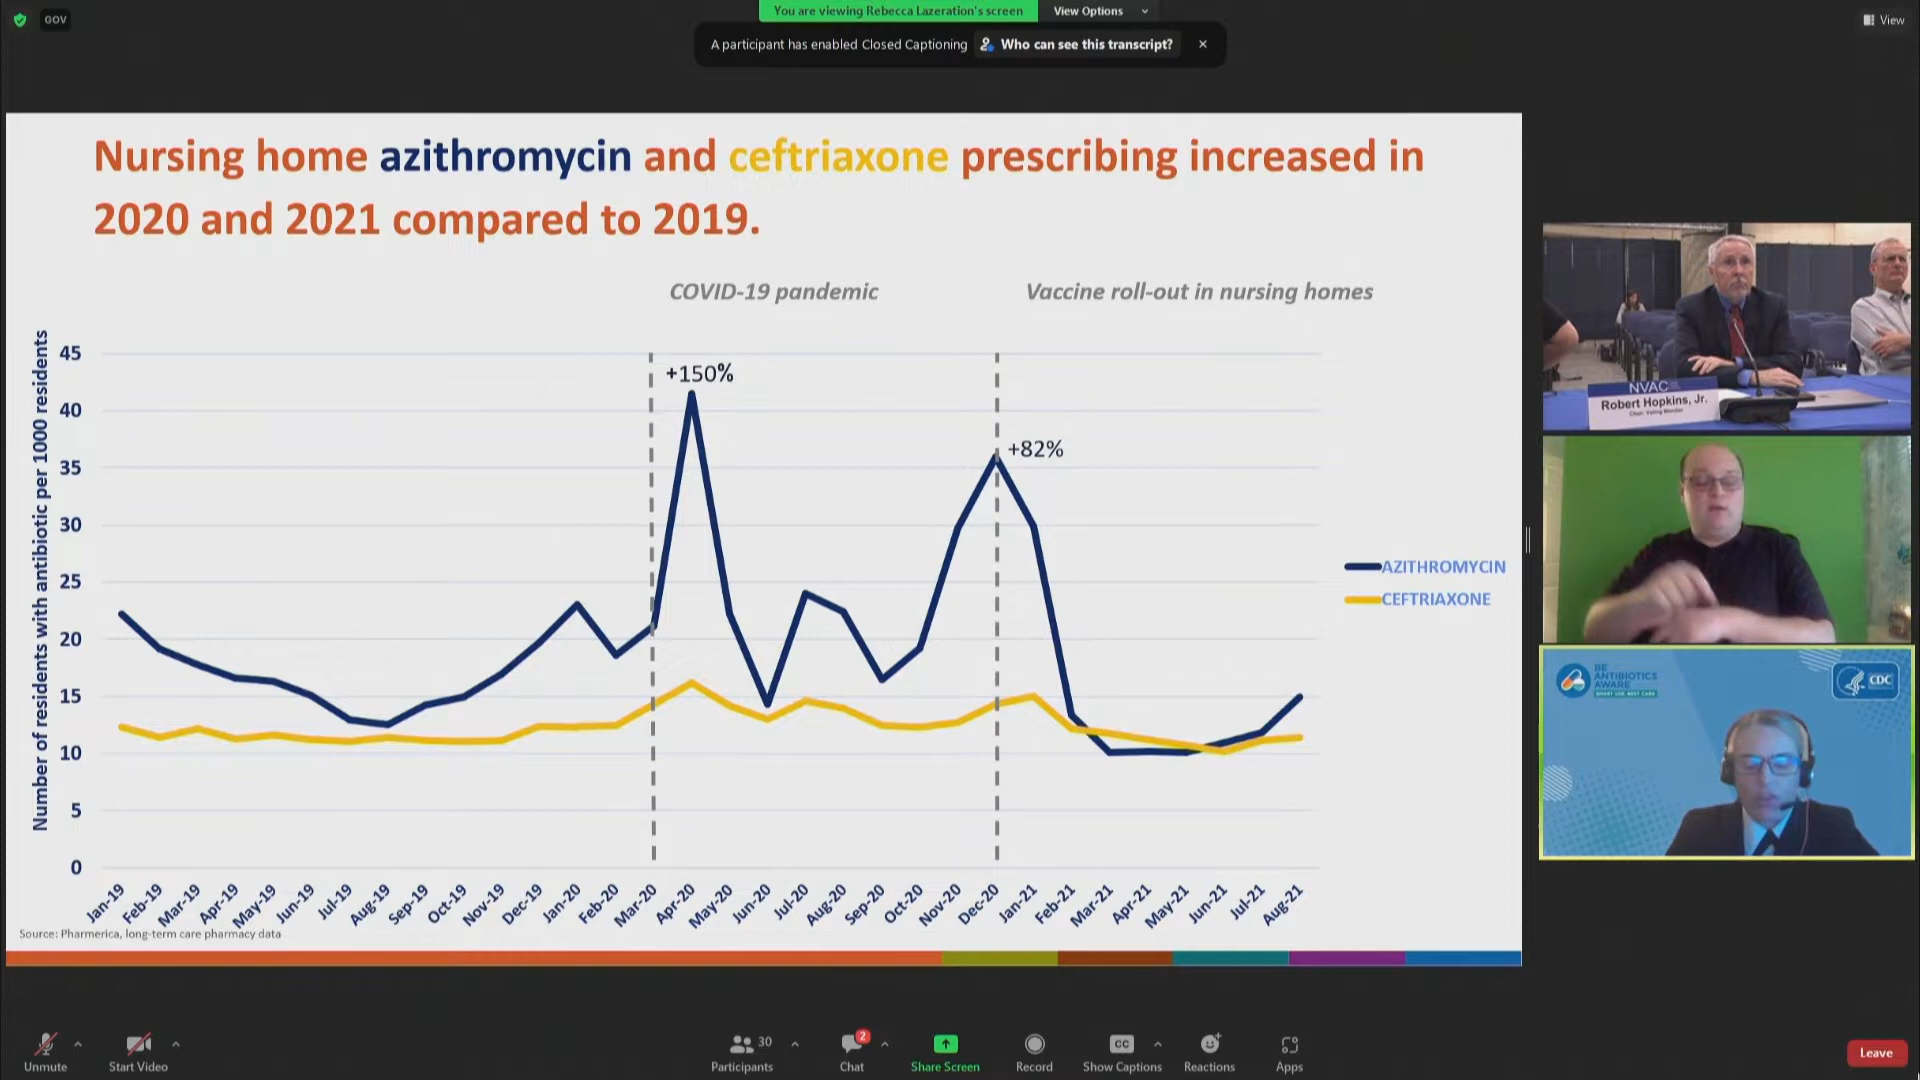 GOV
You are viewing Rebecca Lazeration's screen
View Options
View
A participant has enabled Closed Captioning
Who can see this transcript?
Nursing home azithromycin and ceftriaxone prescribing increased in
2020 and 2021 compared to 2019.
COVID-19 pandemic
Vaccine roll-out in nursing homes
Number of residents with antibiotic per 1000 residents
45
40
35
30
25
20
15
10
5
0
+150%
+82%
AZITHROMYCIN
CEFTRIAXONE
Jan-19
Feb-19
Mar-19
Apr-19
May-19
Jun-19
Jul-19
Aug-19
Sep-19
Oct-19
Nov-19
Dec-19
Jan-20
Feb-20
Mar-20
Apr-20
May-20
Jun-20
Jul-20
Aug-20
Sep-20
Oct-20
Nov-20
Dec-20
Jan-21
Feb-21
Mar-21
Apr-21
May-21
Jun-21
Jul-21
Aug-21
Source: Pharmerica, long-term care pharmacy data
NVAC
Robert Hopkins, Jr.
Chair, Voting Member
BE
ANTIBIOTICS
AWARE
SMART USE, BEST CARE
CDC
Unmute
Start Video
30
Participants
2
Chat
Share Screen
Record
CC
Show Captions
Reactions
Apps
Leave